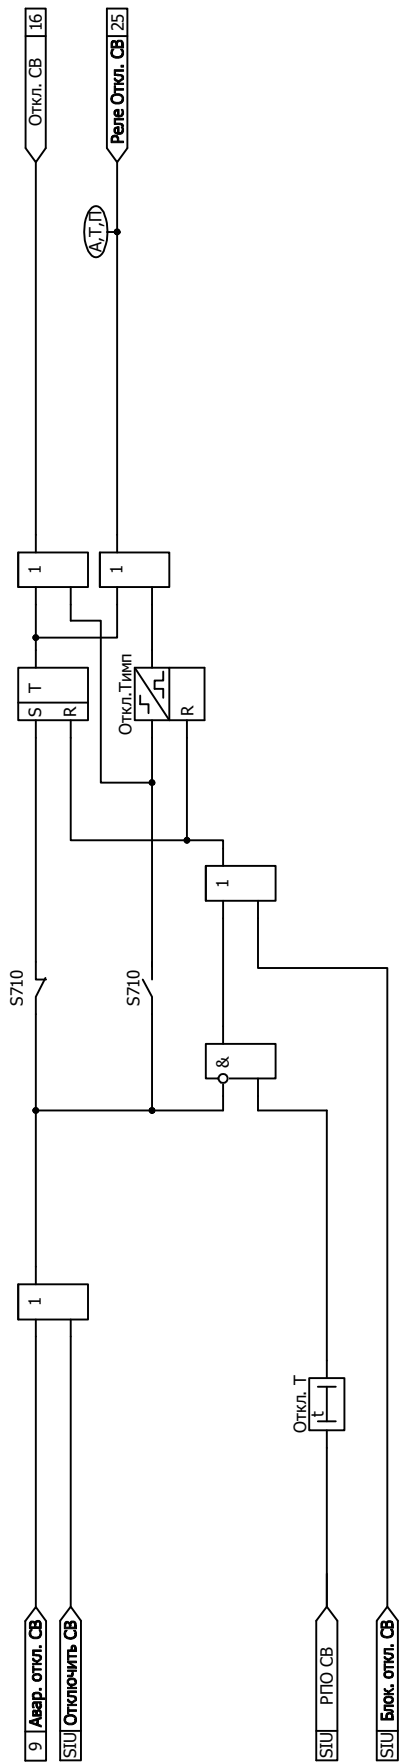 9 Авар. откл. СВ
SIU Отключить СВ
SIU РПО СВ
SIU Блок. откл. СВ
1
Откл. T
t
&
1
S710
S710
S T
R
Откл.Tимп
R
1
1
А,Т,П
Откл. СВ 16
Реле Откл. СВ 25